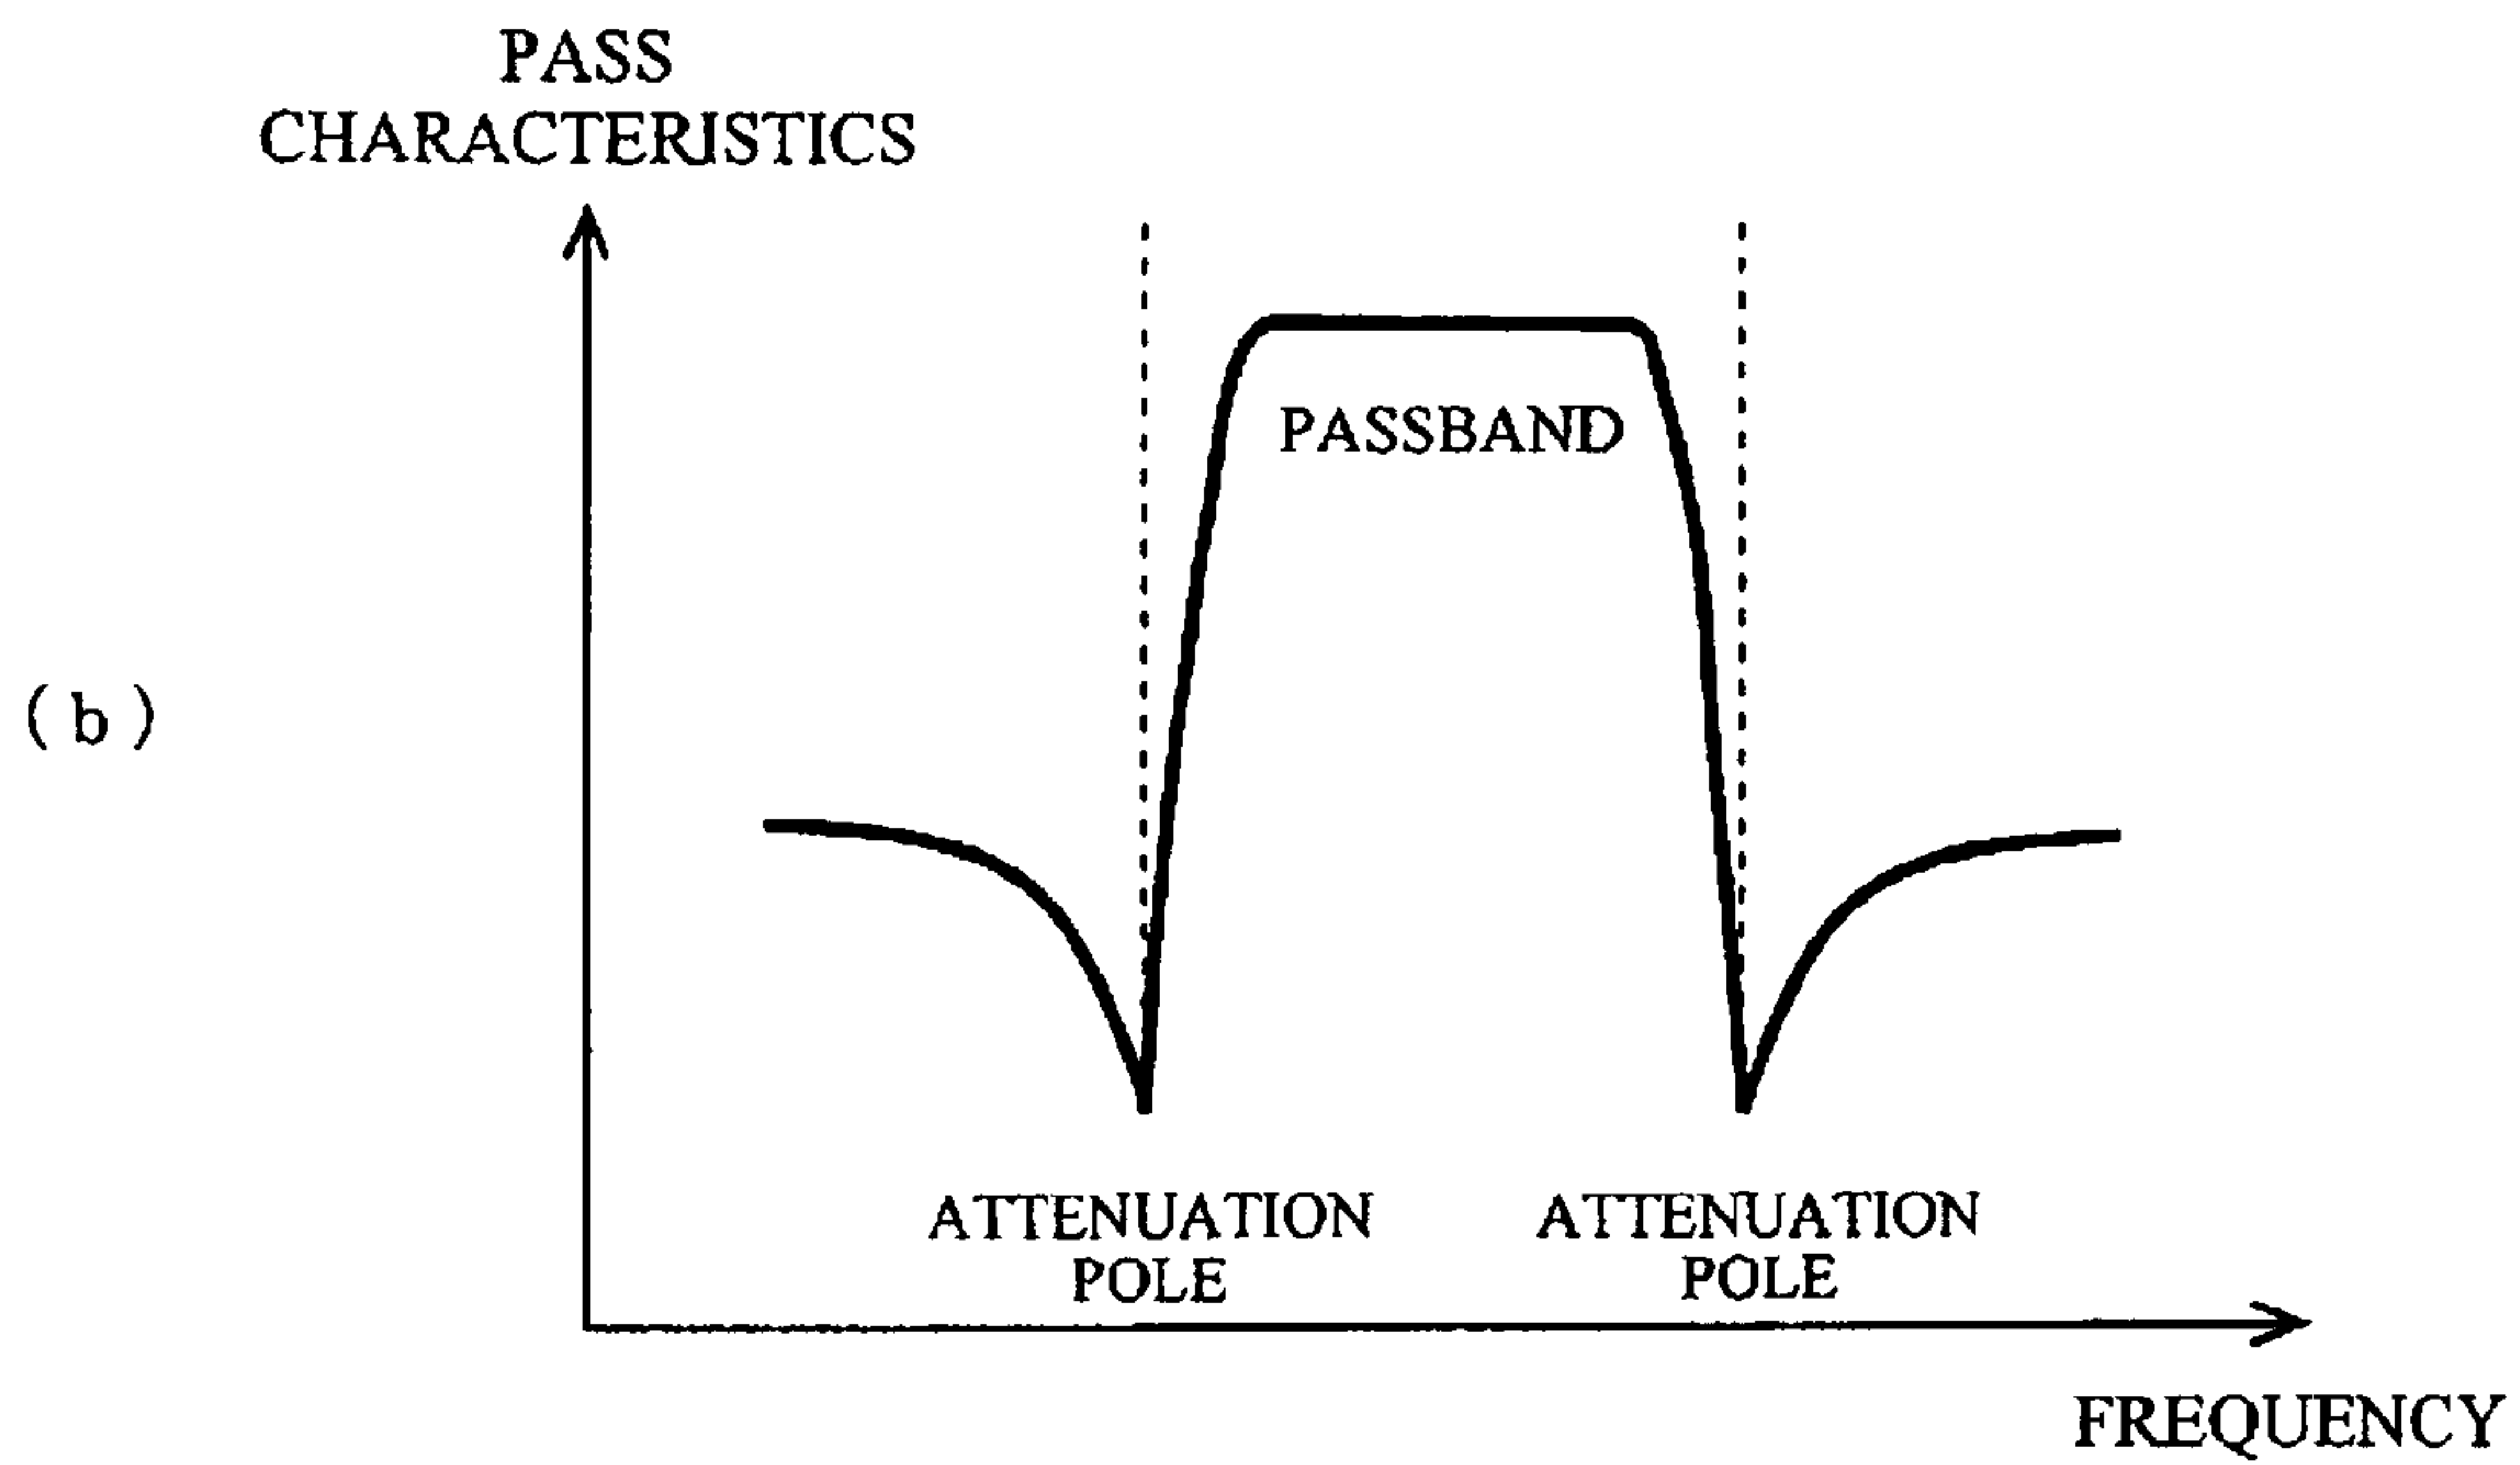 PASS
CHARACTERISTICS
PASSBAND
(b)
ATTENUATION
POLE
ATTENUATION
POLE
FREQUENCY